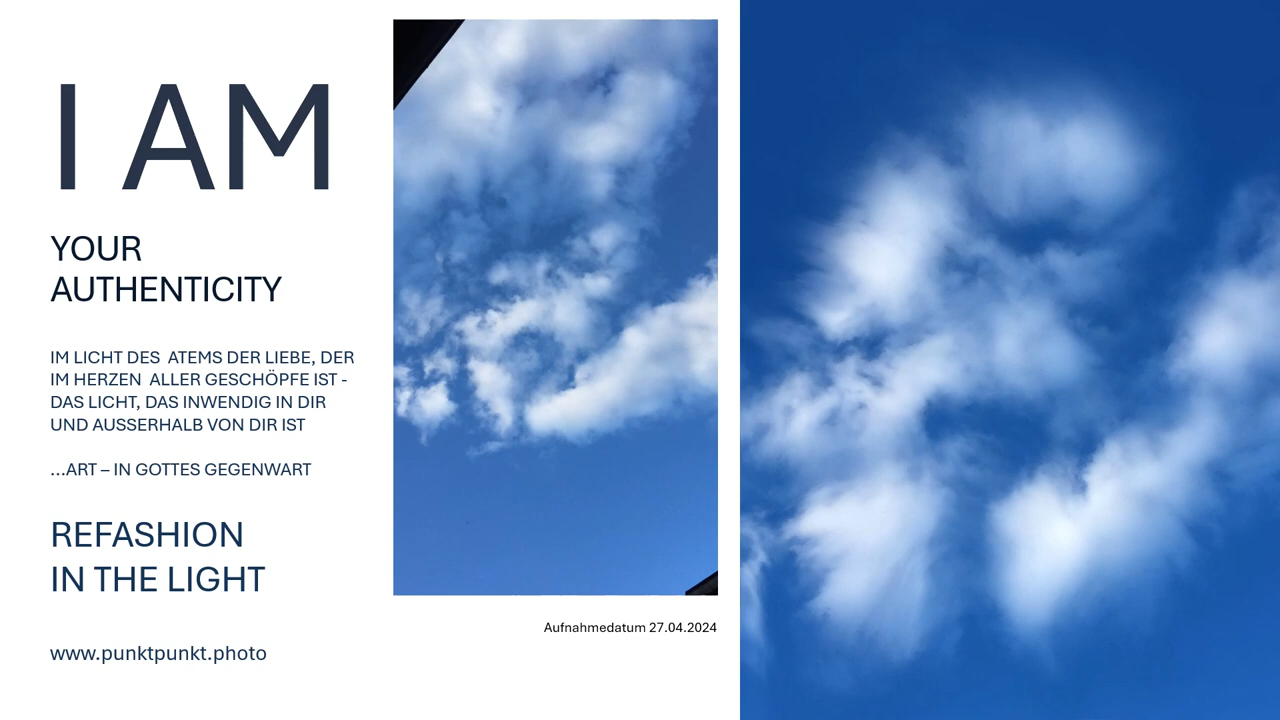 I AM
YOUR
AUTHENTICITY
IM LICHT DES  ATEMS DER LIEBE, DER
IM HERZEN  ALLER GESCHÖPFE IST -
DAS LICHT, DAS INWENDIG IN DIR
UND AUSSERHALB VON DIR IST
...ART – IN GOTTES GEGENWART
REFASHION
IN THE LIGHT
www.punktpunkt.photo
Aufnahmedatum 27.04.2024